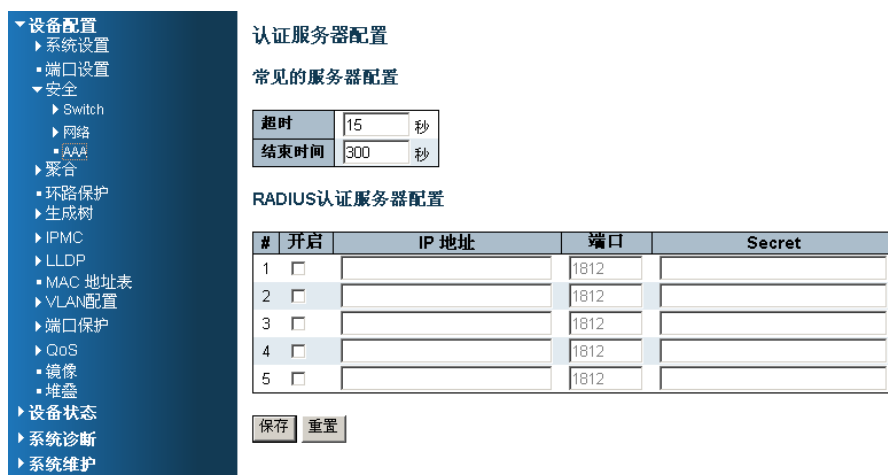 设备配置
系统设置
端口设置
安全
Switch
网络
AAA
聚合
环路保护
生成树
IPMC
LLDP
MAC 地址表
VLAN配置
端口保护
QoS
镜像
堆叠
设备状态
系统诊断
系统维护
认证服务器配置
常见的服务器配置
超时 15 秒
结束时间 300 秒
RADIUS认证服务器配置
# 开启 IP 地址 端口 Secret
1 1812
2 1812
3 1812
4 1812
5 1812
保存 重置